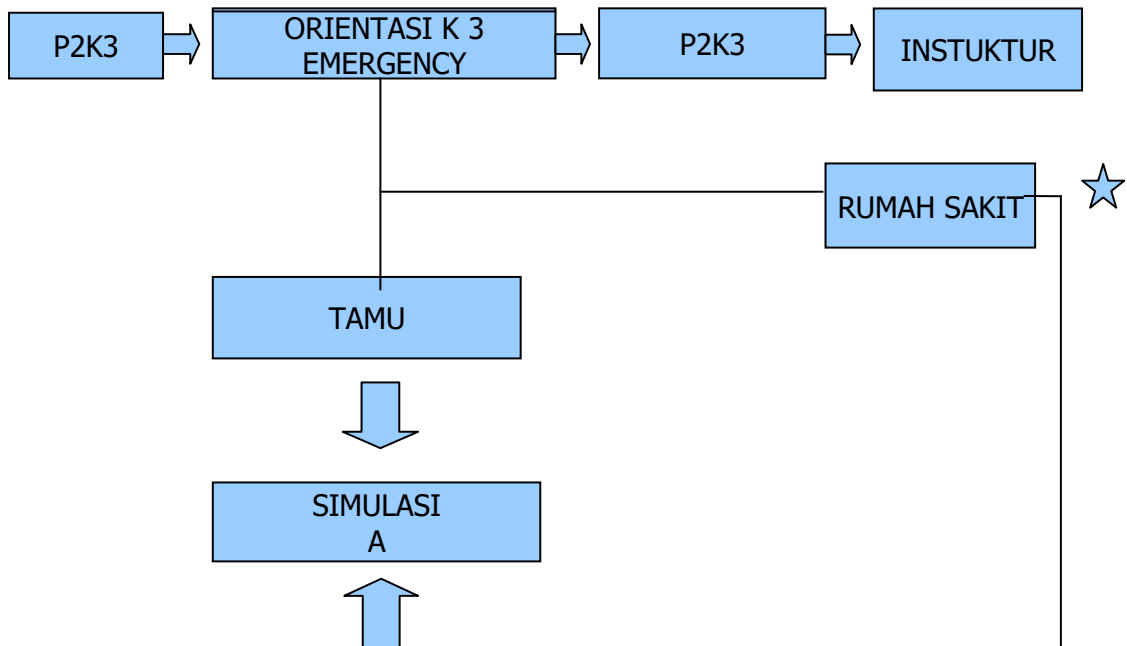 P2K3
ORIENTASI K 3
EMERGENCY
P2K3
INSTUKTUR
RUMAH SAKIT
TAMU
SIMULASI
A